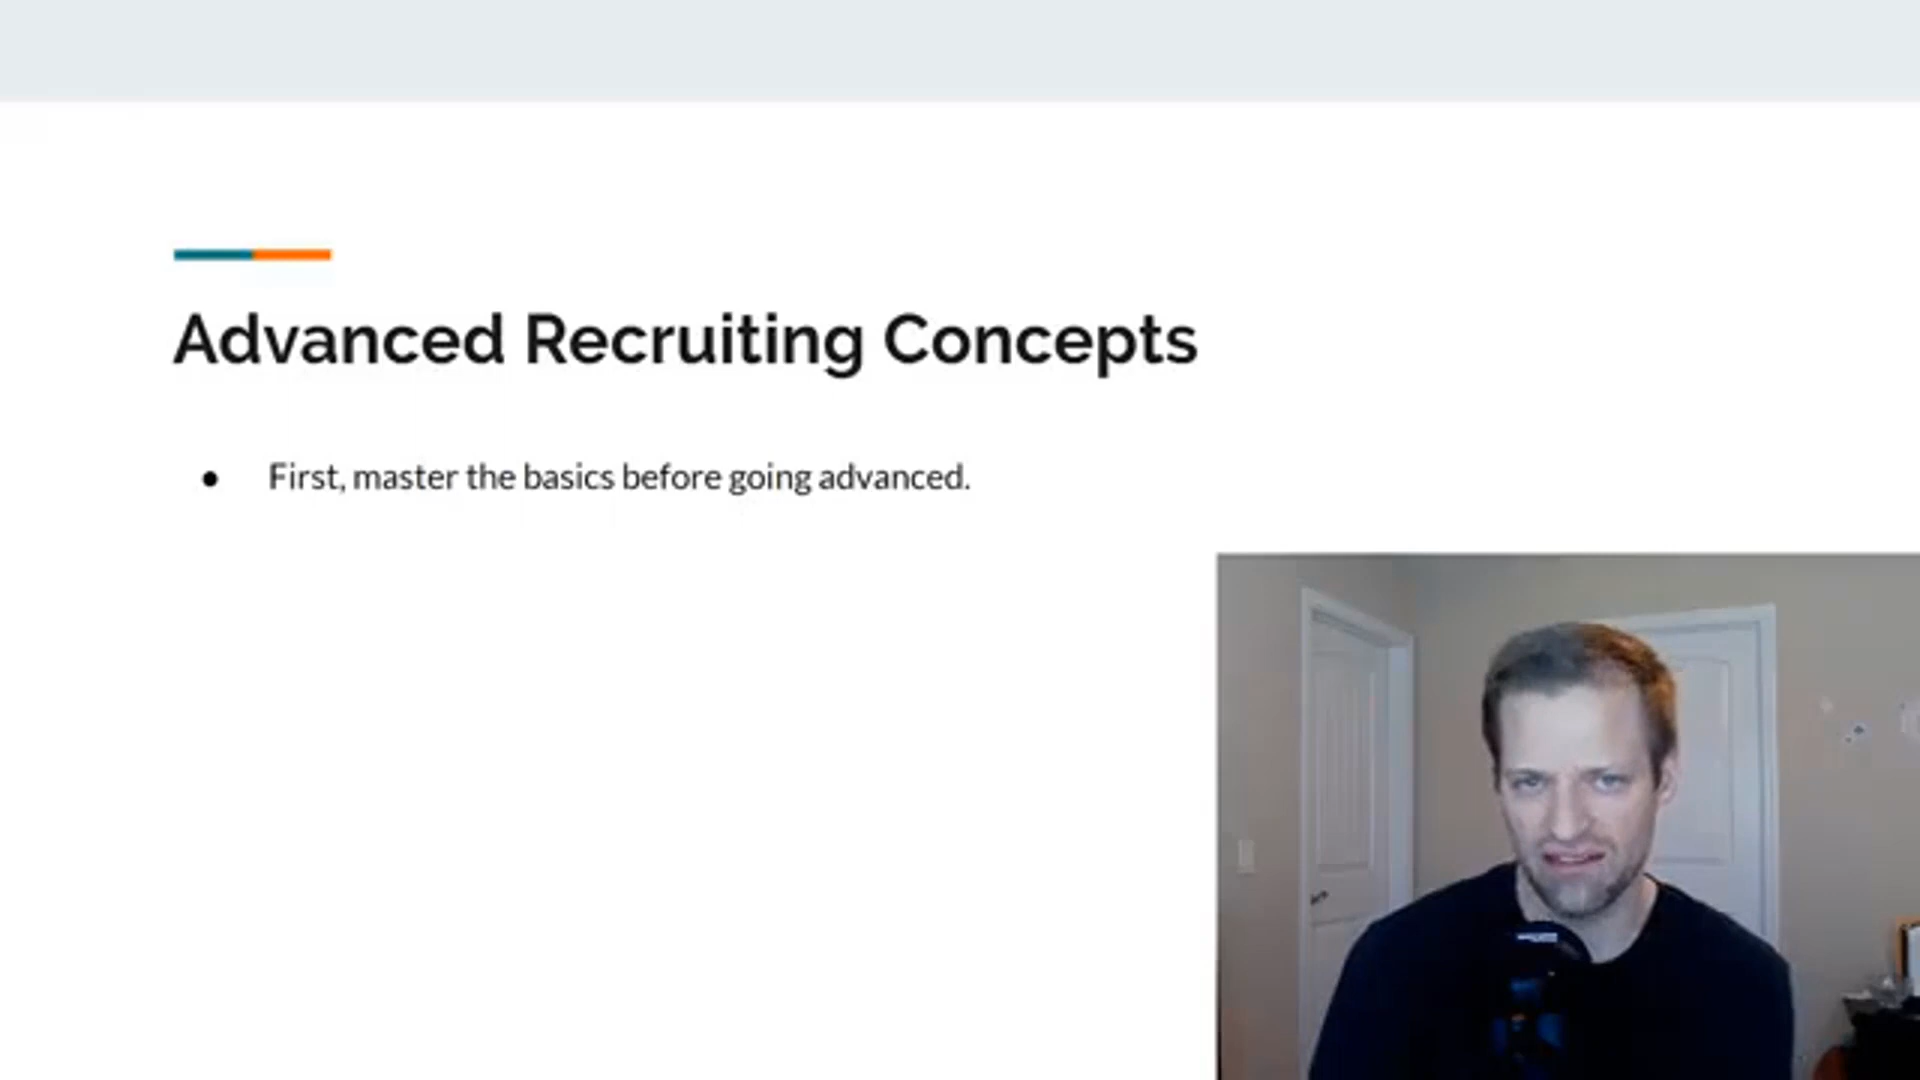 Advanced Recruiting Concepts
● First, master the basics before going advanced.